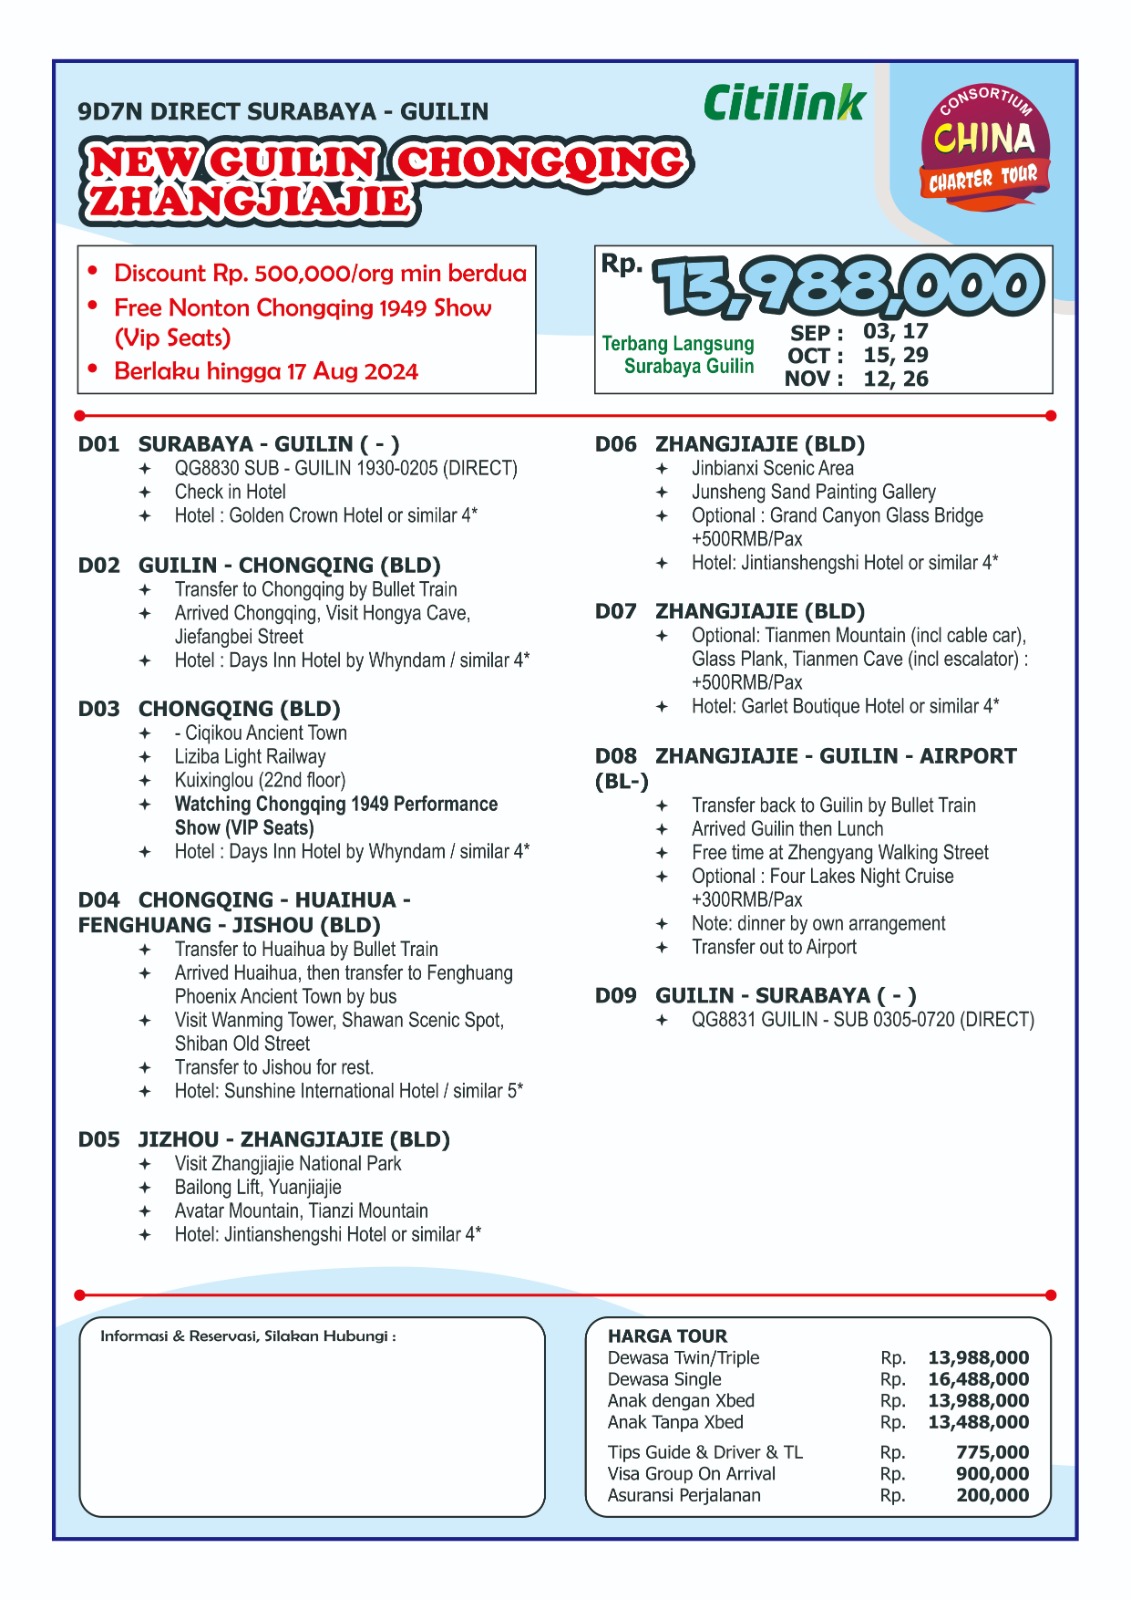 9D7N DIRECT SURABAYA - GUILIN
Citilink
CONSORTIUM
CHINA
CHARTER TOUR
NEW GUILIN CHONGQING
ZHANGJIAJIE
• Discount Rp. 500,000/org min berdua
• Free Nonton Chongqing 1949 Show
(Vip Seats)
• Berlaku hingga 17 Aug 2024
Rp. 13,988,000
Terbang Langsung
Surabaya Guilin
SEP : 03, 17
OCT : 15, 29
NOV : 12, 26
D01 SURABAYA - GUILIN ( - )
QG8830 SUB - GUILIN 1930-0205 (DIRECT)
Check in Hotel
Hotel : Golden Crown Hotel or similar 4*
D02 GUILIN - CHONGQING (BLD)
Transfer to Chongqing by Bullet Train
Arrived Chongqing, Visit Hongya Cave,
Jiefangbei Street
Hotel : Days Inn Hotel by Whyndam / similar 4*
D03 CHONGQING (BLD)
- Ciqikou Ancient Town
Liziba Light Railway
Kuixinglou (22nd floor)
Watching Chongqing 1949 Performance
Show (VIP Seats)
Hotel : Days Inn Hotel by Whyndam / similar 4*
D04 CHONGQING - HUAIHUA -
FENGHUANG - JISHOU (BLD)
Transfer to Huaihua by Bullet Train
Arrived Huaihua, then transfer to Fenghuang
Phoenix Ancient Town by bus
Visit Wanming Tower, Shawan Scenic Spot,
Shiban Old Street
Transfer to Jishou for rest.
Hotel: Sunshine International Hotel / similar 5*
D05 JIZHOU - ZHANGJIAJIE (BLD)
Visit Zhangjiajie National Park
Bailong Lift, Yuanjiajie
Avatar Mountain, Tianzi Mountain
Hotel: Jintianshengshi Hotel or similar 4*
D06 ZHANGJIAJIE (BLD)
Jinbianxi Scenic Area
Junsheng Sand Painting Gallery
Optional : Grand Canyon Glass Bridge
+500RMB/Pax
Hotel: Jintianshengshi Hotel or similar 4*
D07 ZHANGJIAJIE (BLD)
Optional: Tianmen Mountain (incl cable car),
Glass Plank, Tianmen Cave (incl escalator) :
+500RMB/Pax
Hotel: Garlet Boutique Hotel or similar 4*
D08 ZHANGJIAJIE - GUILIN - AIRPORT
(BL-)
Transfer back to Guilin by Bullet Train
Arrived Guilin then Lunch
Free time at Zhengyang Walking Street
Optional : Four Lakes Night Cruise
+300RMB/Pax
Note: dinner by own arrangement
Transfer out to Airport
D09 GUILIN - SURABAYA ( - )
QG8831 GUILIN - SUB 0305-0720 (DIRECT)
Informasi & Reservasi, Silakan Hubungi :
HARGA TOUR
Dewasa Twin/Triple Rp. 13,988,000
Dewasa Single Rp. 16,488,000
Anak dengan Xbed Rp. 13,988,000
Anak Tanpa Xbed Rp. 13,488,000
Tips Guide & Driver & TL Rp. 775,000
Visa Group On Arrival Rp. 900,000
Asuransi Perjalanan Rp. 200,000